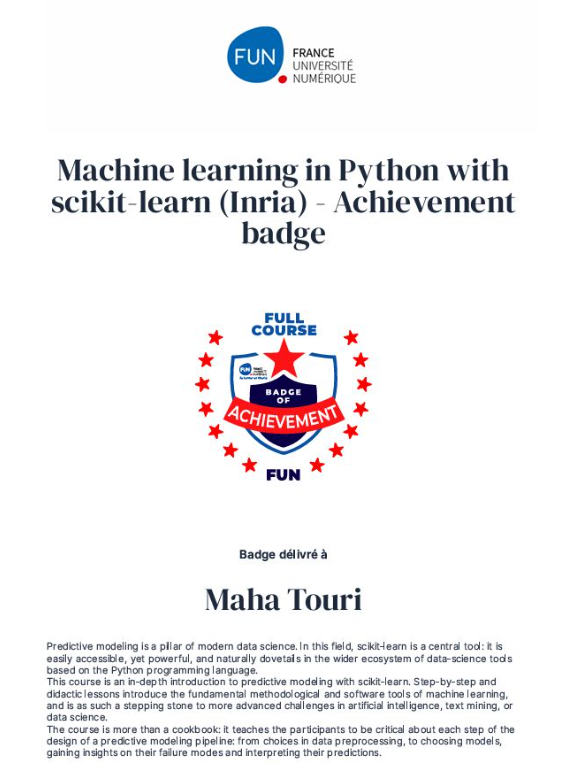 FUN
FRANCE
UNIVERSITÉ
NUMÉRIQUE
Machine learning in Python with
scikit-learn (Inria) - Achievement
badge
FULL
COURSE
FUN
BADGE
OF
ACHIEVEMENT
FUN
Badge délivré à
Maha Touri
Predictive modeling is a pillar of modern data science. In this field, scikit-learn is a central tool: it is
easily accessible, yet powerful, and naturally dovetails in the wider ecosystem of data-science tools
based on the Python programming language.
This course is an in-depth introduction to predictive modeling with scikit-learn. Step-by-step and
didactic lessons introduce the fundamental methodological and software tools of machine learning,
and is as such a stepping stone to more advanced challenges in artificial intelligence, text mining, or
data science.
The course is more than a cookbook: it teaches the participants to be critical about each step of the
design of a predictive modeling pipeline: from choices in data preprocessing, to choosing models,
gaining insights on their failure modes and interpreting their predictions.